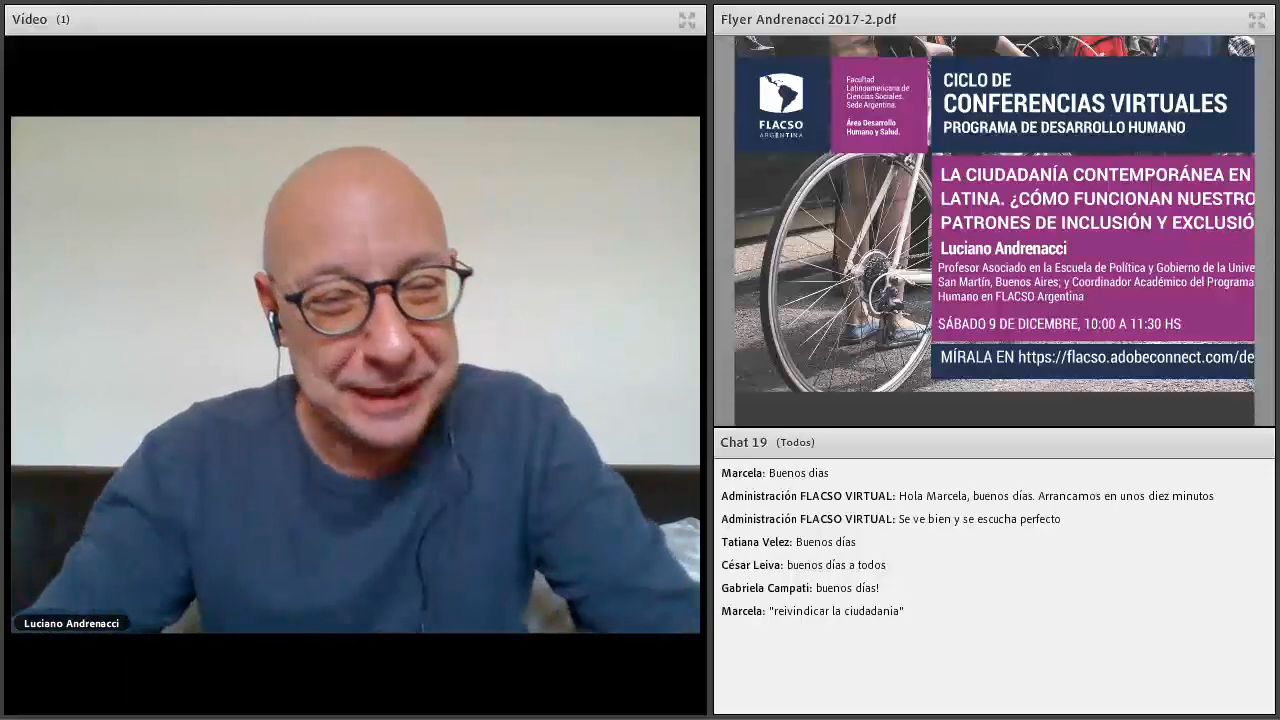 Vídeo (1)
Luciano Andrenacci
Flyer Andrenacci 2017-2.pdf
FLACSO
ARGENTINA
Facultad
Latinoamericana de
Ciencias Sociales.
Sede Argentina.
Área Desarrollo
Humano y Salud.
CICLO DE
CONFERENCIAS VIRTUALES
PROGRAMA DE DESARROLLO HUMANO
LA CIUDADANÍA CONTEMPORÁNEA EN
LATINA. ¿CÓMO FUNCIONAN NUESTRO
PATRONES DE INCLUSIÓN Y EXCLUSIÓ
Luciano Andrenacci
Profesor Asociado en la Escuela de Política y Gobierno de la Unive
San Martín, Buenos Aires; y Coordinador Académico del Programa
Humano en FLACSO Argentina
SÁBADO 9 DE DICIEMBRE, 10:00 A 11:30 HS
MÍRALA EN https://flacso.adobeconnect.com/de
Chat 19 (Todos)
Marcela: Buenos dias
Administración FLACSO VIRTUAL: Hola Marcela, buenos días. Arrancamos en unos diez minutos
Administración FLACSO VIRTUAL: Se ve bien y se escucha perfecto
Tatiana Velez: Buenos días
César Leiva: buenos días a todos
Gabriela Campati: buenos días!
Marcela: "reivindicar la ciudadania"